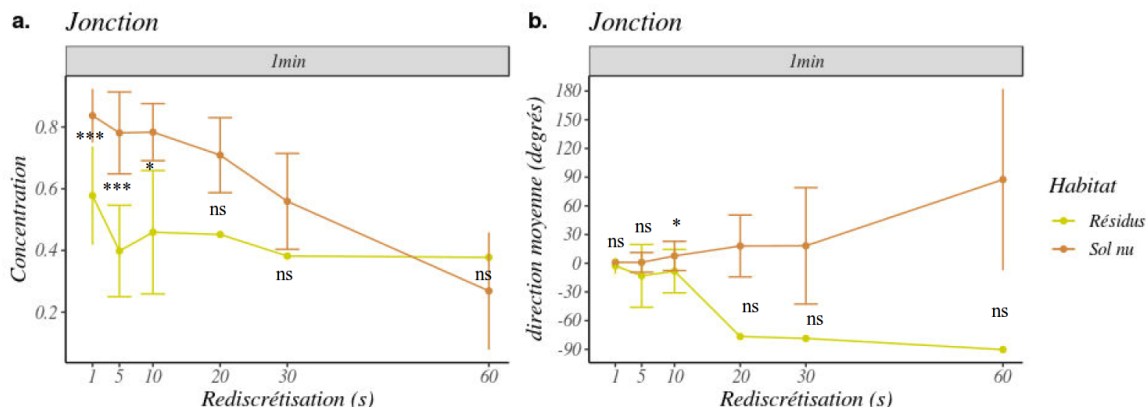 a. Jonction
1min
0.8
0.6
0.4
0.2
Concentration
***
***
*
ns
ns
ns
1 5 10 20 30 60
Rediscrétisation (s)
b. Jonction
1min
180
150
120
90
60
30
0
-30
-60
-90
direction moyenne (degrés)
ns
ns
*
ns
ns
ns
1 5 10 20 30 60
Rediscrétisation (s)
Habitat
Résidus
Sol nu